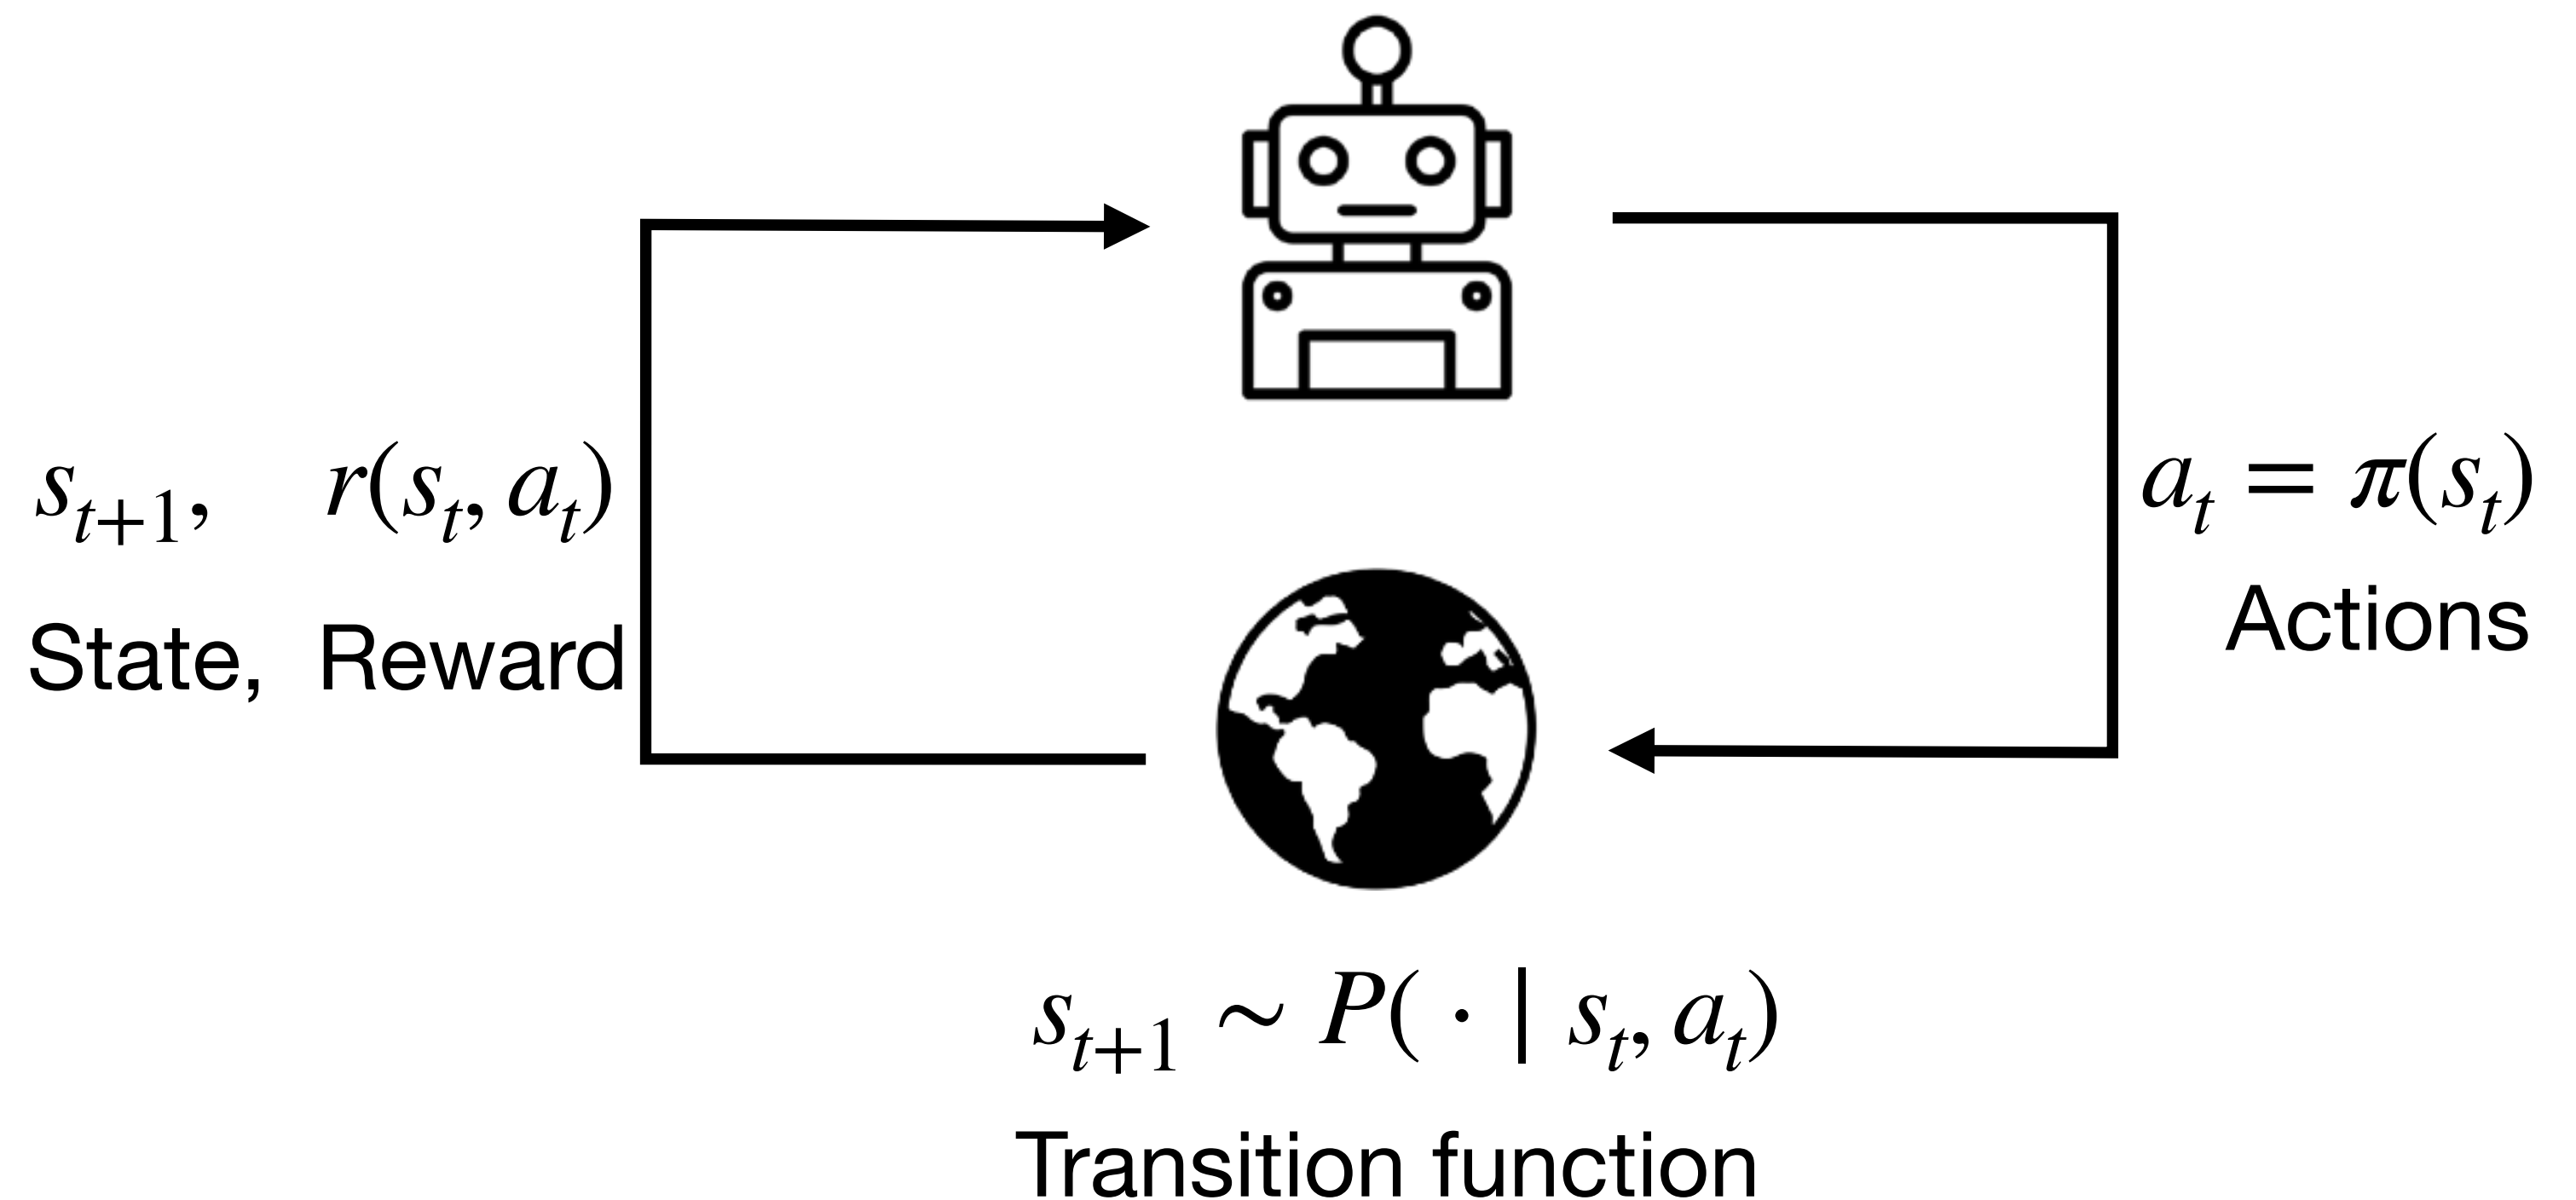 s_{t+1}, r(s_t, a_t)
State, Reward
a_t = π(s_t)
Actions
s_{t+1} ∼ P( · | s_t, a_t)
Transition function